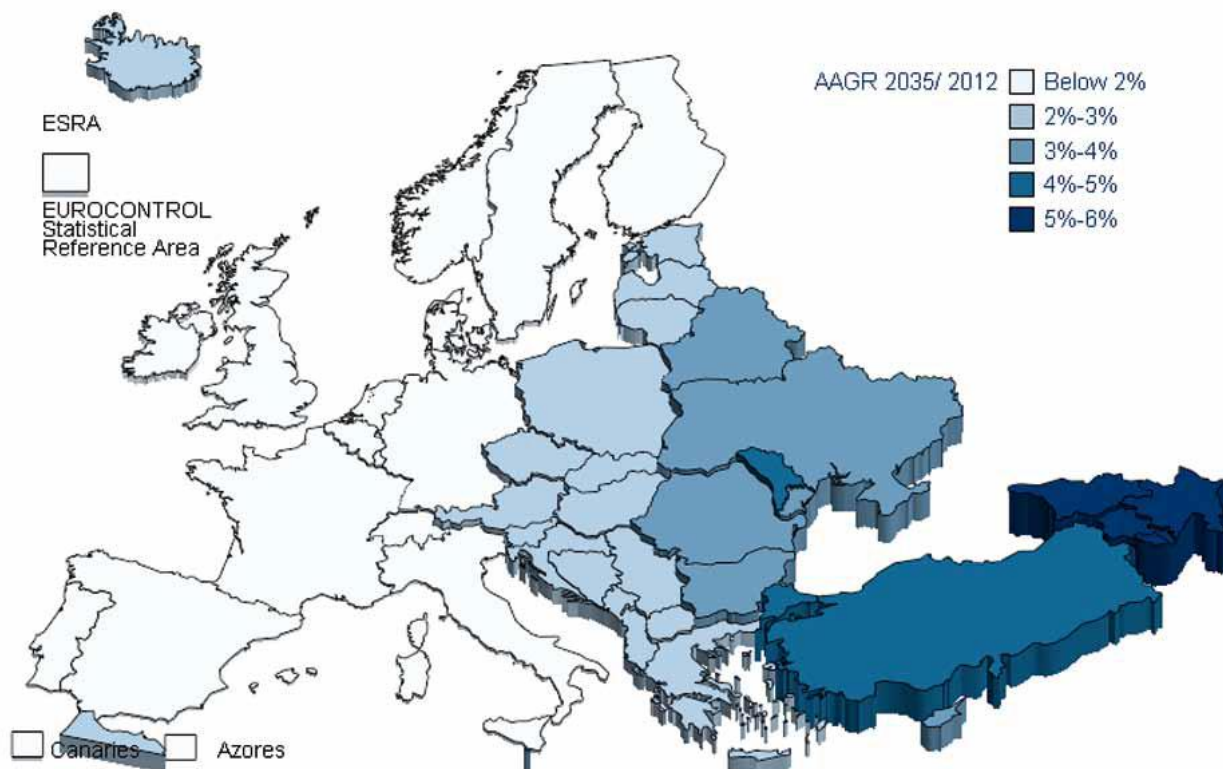 AAGR 2035/ 2012
Below 2%
2%-3%
3%-4%
4%-5%
5%-6%
ESRA
EUROCONTROL
Statistical
Reference Area
Canaries
Azores